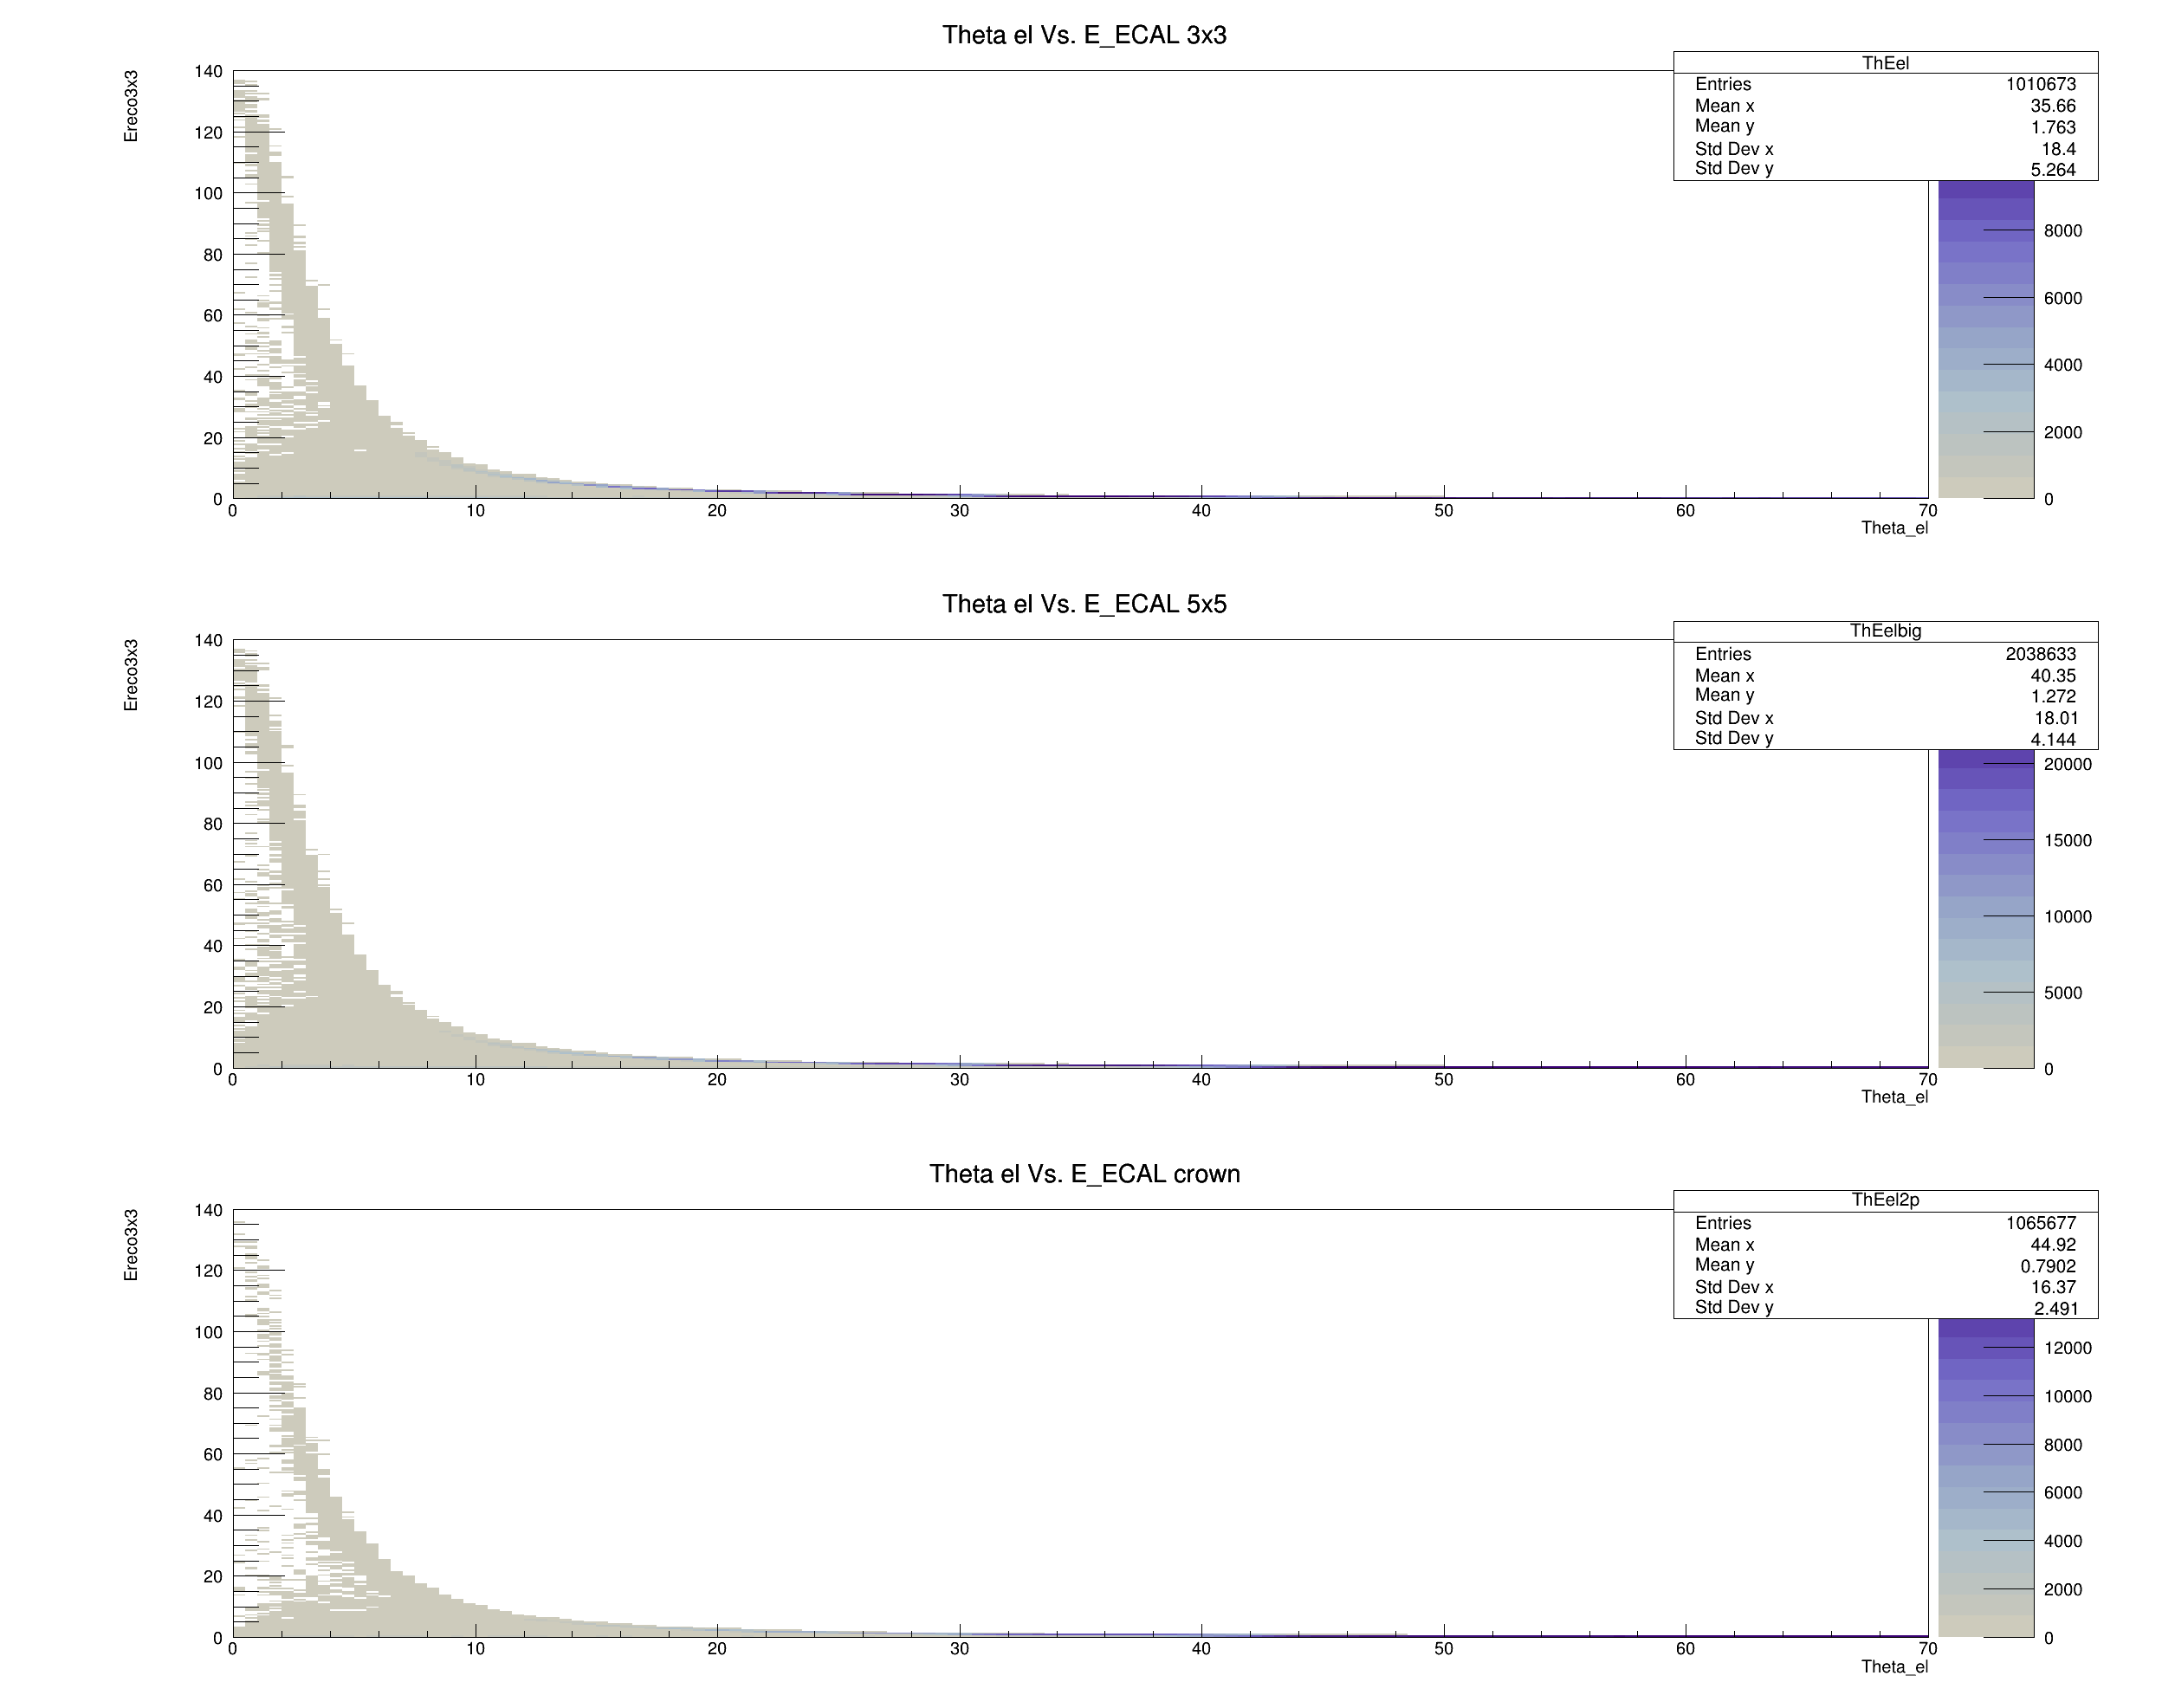 Theta el Vs. E_ECAL 3x3
Ereco3x3
140
120
100
80
60
40
20
0
0 10 20 30 40 50 60 70
Theta_el
ThEel
Entries 1010673
Mean x 35.66
Mean y 1.763
Std Dev x 18.4
Std Dev y 5.264
8000
6000
4000
2000
0
Theta el Vs. E_ECAL 5x5
Ereco3x3
140
120
100
80
60
40
20
0
0 10 20 30 40 50 60 70
Theta_el
ThEelbig
Entries 2038633
Mean x 40.35
Mean y 1.272
Std Dev x 18.01
Std Dev y 4.144
20000
15000
10000
5000
0
Theta el Vs. E_ECAL crown
Ereco3x3
140
120
100
80
60
40
20
0
0 10 20 30 40 50 60 70
Theta_el
ThEel2p
Entries 1065677
Mean x 44.92
Mean y 0.7902
Std Dev x 16.37
Std Dev y 2.491
12000
10000
8000
6000
4000
2000
0